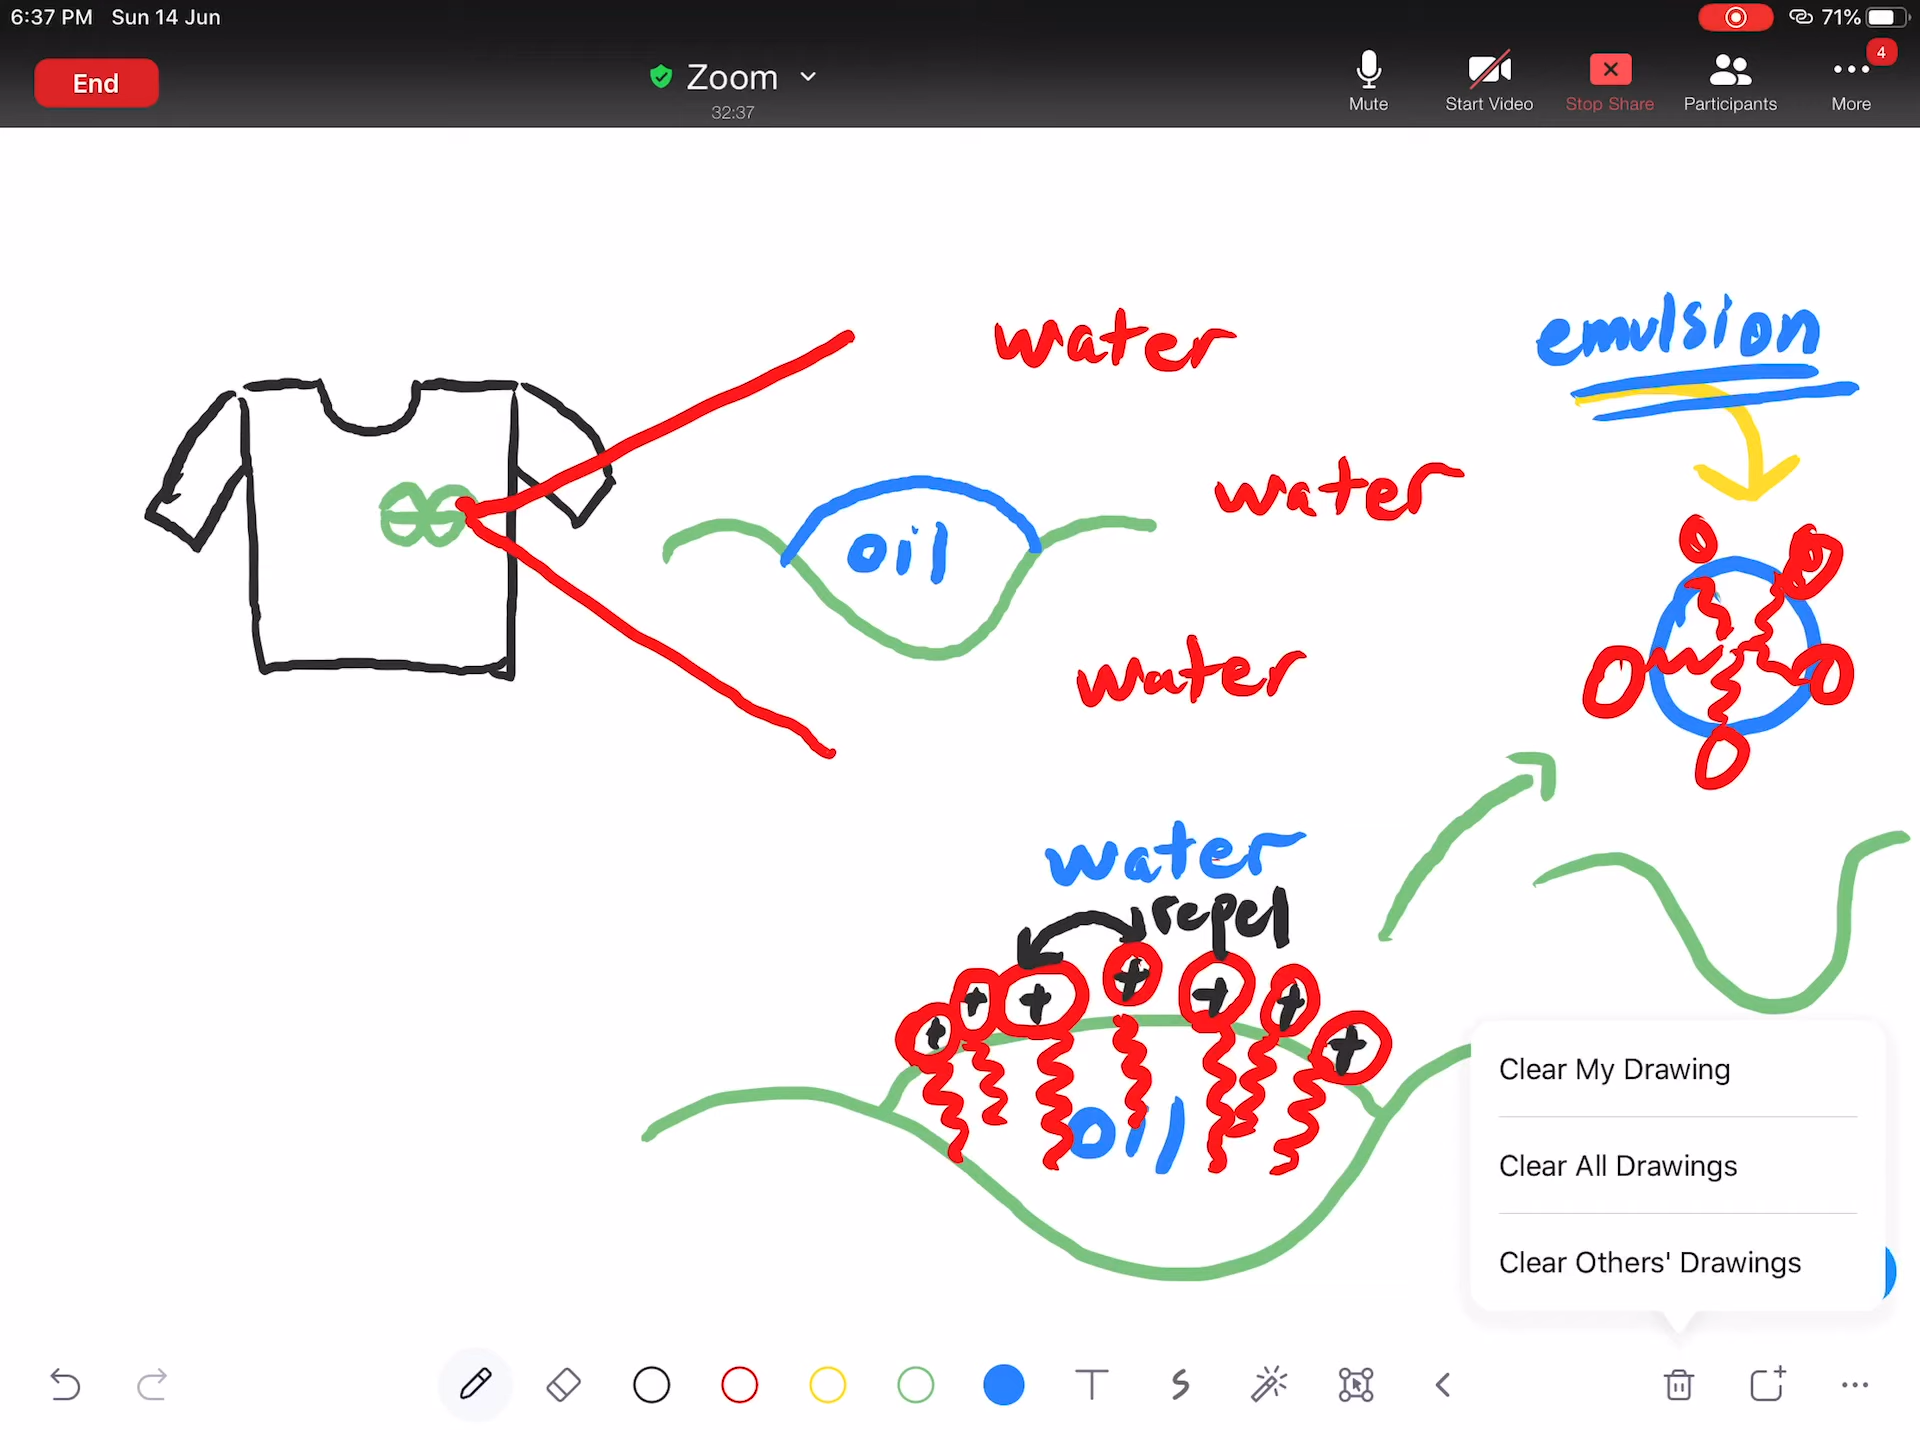 6:37 PM Sun 14 Jun
71%
End
Zoom
32:37
Mute
Start Video
Stop Share
Participants
More
4
water
emulsion
water
oil
water
water
repel
+ + + + + + +
oil
Clear My Drawing
Clear All Drawings
Clear Others' Drawings
T